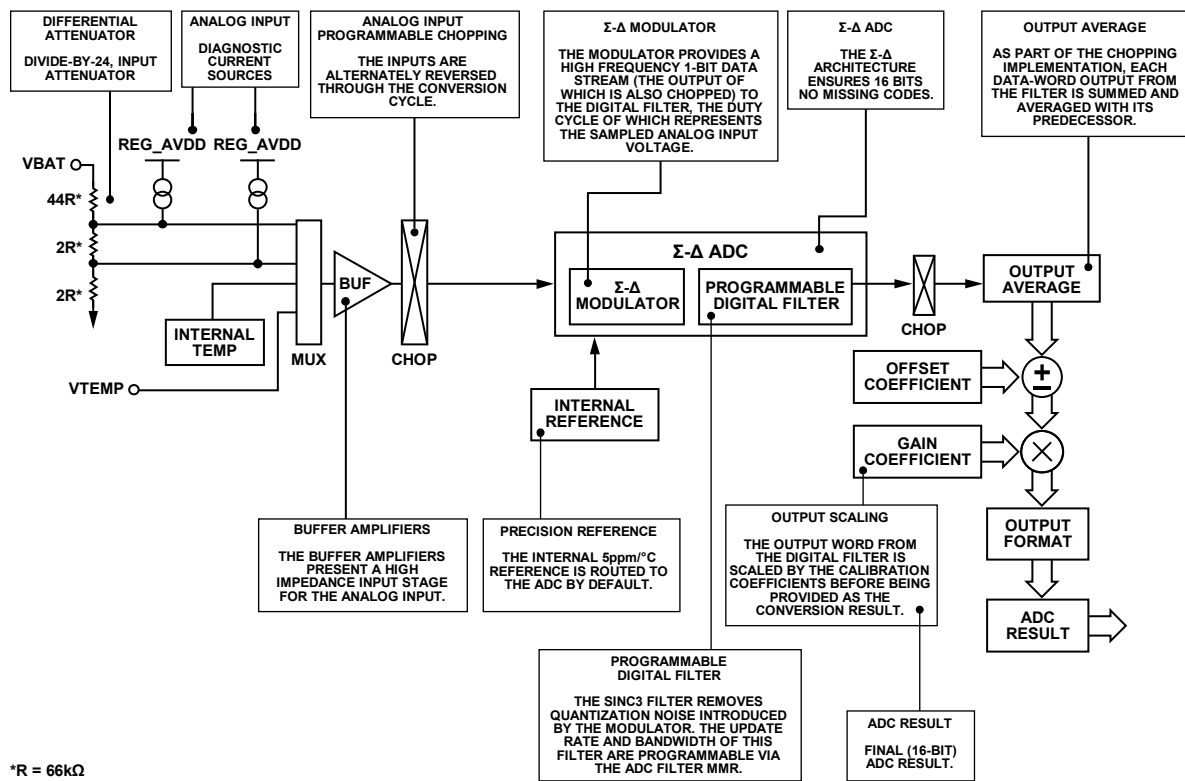 DIFFERENTIAL
ATTENUATOR
DIVIDE-BY-24, INPUT
ATTENUATOR
ANALOG INPUT
DIAGNOSTIC
CURRENT
SOURCES
ANALOG INPUT
PROGRAMMABLE CHOPPING
THE INPUTS ARE
ALTERNATELY REVERSED
THROUGH THE CONVERSION
CYCLE.
Σ-Δ MODULATOR
THE MODULATOR PROVIDES A
HIGH FREQUENCY 1-BIT DATA
STREAM (THE OUTPUT OF
WHICH IS ALSO CHOPPED) TO
THE DIGITAL FILTER, THE DUTY
CYCLE OF WHICH REPRESENTS
THE SAMPLED ANALOG INPUT
VOLTAGE.
Σ-Δ ADC
THE Σ-Δ
ARCHITECTURE
ENSURES 16 BITS
NO MISSING CODES.
OUTPUT AVERAGE
AS PART OF THE CHOPPING
IMPLEMENTATION, EACH
DATA-WORD OUTPUT FROM
THE FILTER IS SUMMED AND
AVERAGED WITH ITS
PREDECESSOR.
REG_AVDD
REG_AVDD
VBAT
44R*
2R*
2R*
INTERNAL
TEMP
VTEMP
MUX
BUF
CHOP
Σ-Δ ADC
Σ-Δ
MODULATOR
PROGRAMMABLE
DIGITAL FILTER
CHOP
OUTPUT
AVERAGE
INTERNAL
REFERENCE
OFFSET
COEFFICIENT
+
−
GAIN
COEFFICIENT
×
OUTPUT
FORMAT
ADC
RESULT
BUFFER AMPLIFIERS
THE BUFFER AMPLIFIERS
PRESENT A HIGH
IMPEDANCE INPUT STAGE
FOR THE ANALOG INPUT.
PRECISION REFERENCE
THE INTERNAL 5ppm/°C
REFERENCE IS ROUTED TO
THE ADC BY DEFAULT.
OUTPUT SCALING
THE OUTPUT WORD FROM
THE DIGITAL FILTER IS
SCALED BY THE CALIBRATION
COEFFICIENTS BEFORE BEING
PROVIDED AS THE
CONVERSION RESULT.
PROGRAMMABLE
DIGITAL FILTER
THE SINC3 FILTER REMOVES
QUANTIZATION NOISE INTRODUCED
BY THE MODULATOR. THE UPDATE
RATE AND BANDWIDTH OF THIS
FILTER ARE PROGRAMMABLE VIA
THE ADC FILTER MMR.
ADC RESULT
FINAL (16-BIT)
ADC RESULT.
*R = 66kΩ